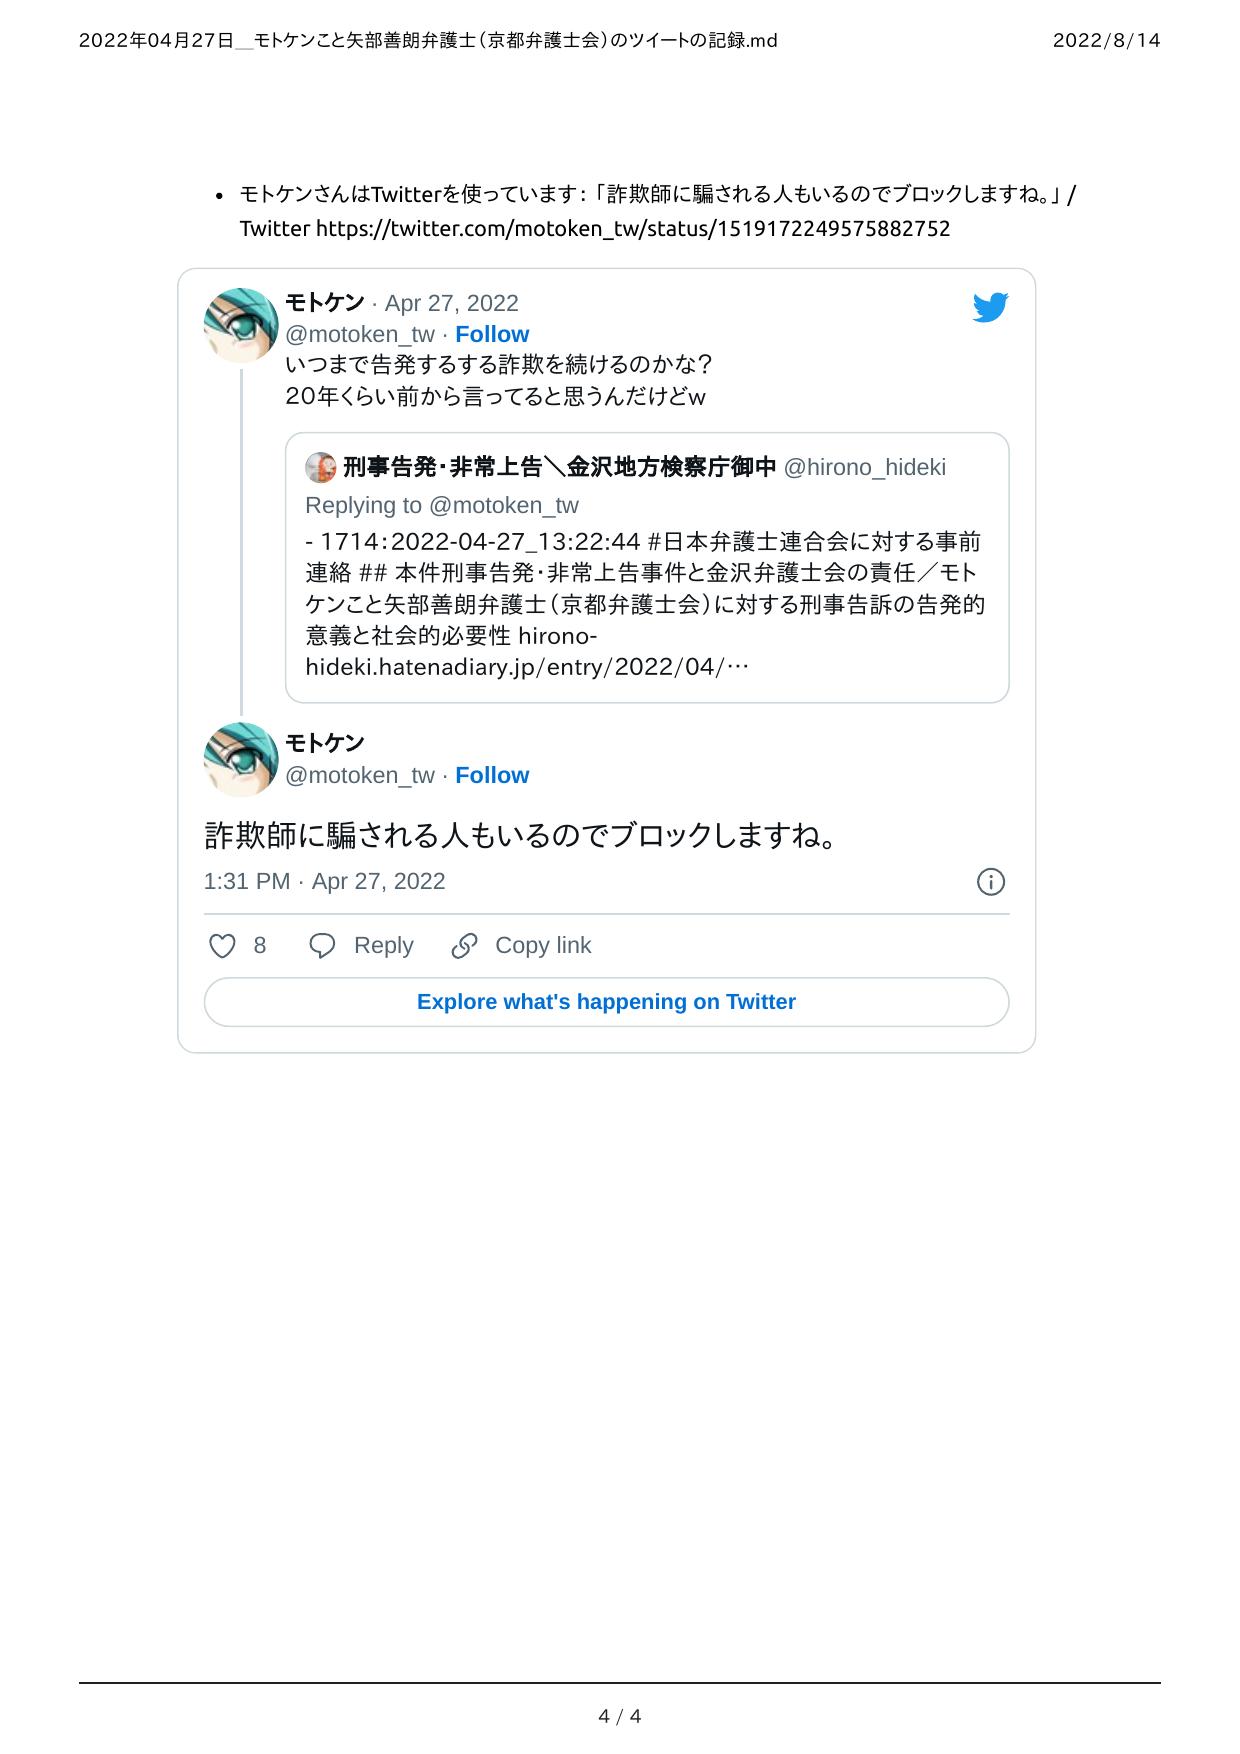 2022年04月27日__モトケンこと矢部善朗弁護士（京都弁護士会）のツイートの記録.md 2022/8/14
• モトケンさんはTwitterを使っています: 「詐欺師に騙される人もいるのでブロックしますね。」 /
Twitter https://twitter.com/motoken_tw/status/1519172249575882752
モトケン · Apr 27, 2022
@motoken_tw · Follow
いつまで告発するする詐欺を続けるのかな？
20年くらい前から言ってると思うんだけどw
刑事告発・非常上告＼金沢地方検察庁御中 @hirono_hideki
Replying to @motoken_tw
- 1714：2022-04-27_13:22:44 #日本弁護士連合会に対する事前
連絡 ## 本件刑事告発・非常上告事件と金沢弁護士会の責任／モト
ケンこと矢部善朗弁護士（京都弁護士会）に対する刑事告訴の告発的
意義と社会的必要性 hirono-
hideki.hatenadiary.jp/entry/2022/04/…
モトケン
@motoken_tw · Follow
詐欺師に騙される人もいるのでブロックしますね。
1:31 PM · Apr 27, 2022
8 Reply Copy link
Explore what's happening on Twitter
4 / 4